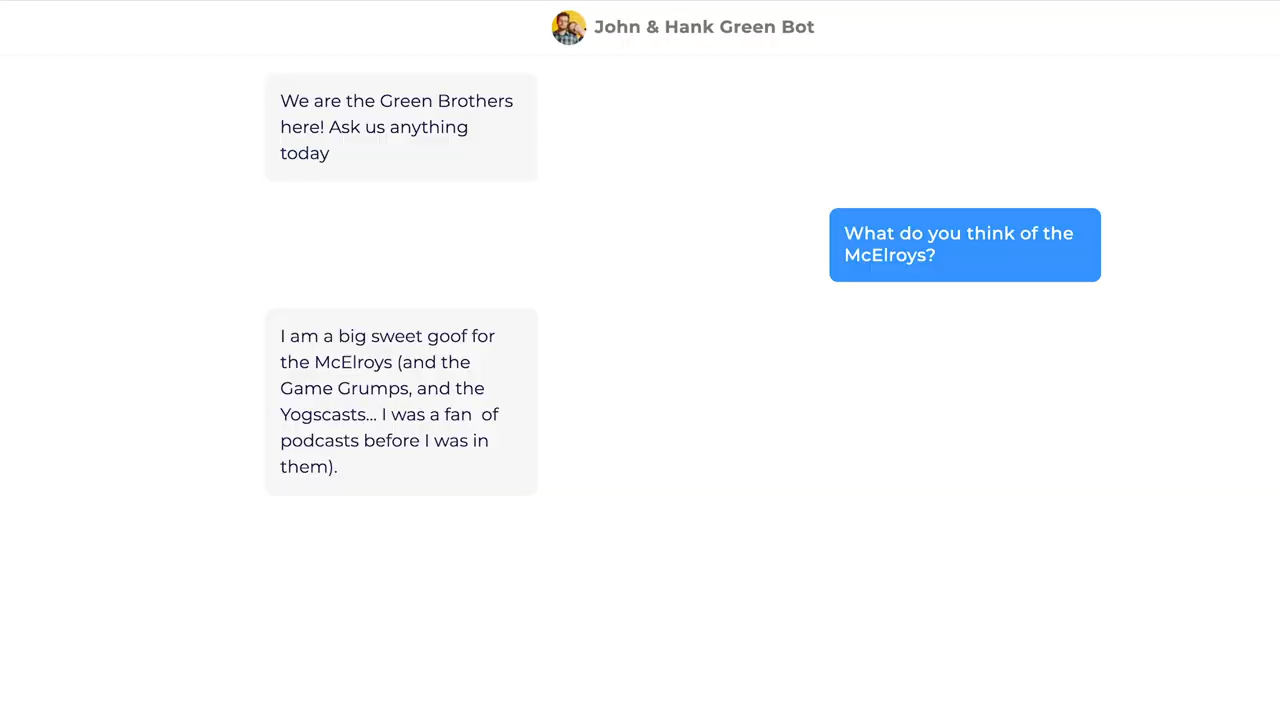 John & Hank Green Bot
We are the Green Brothers
here! Ask us anything
today
What do you think of the
McElroys?
I am a big sweet goof for
the McElroys (and the
Game Grumps, and the
Yogscasts... I was a fan  of
podcasts before I was in
them).